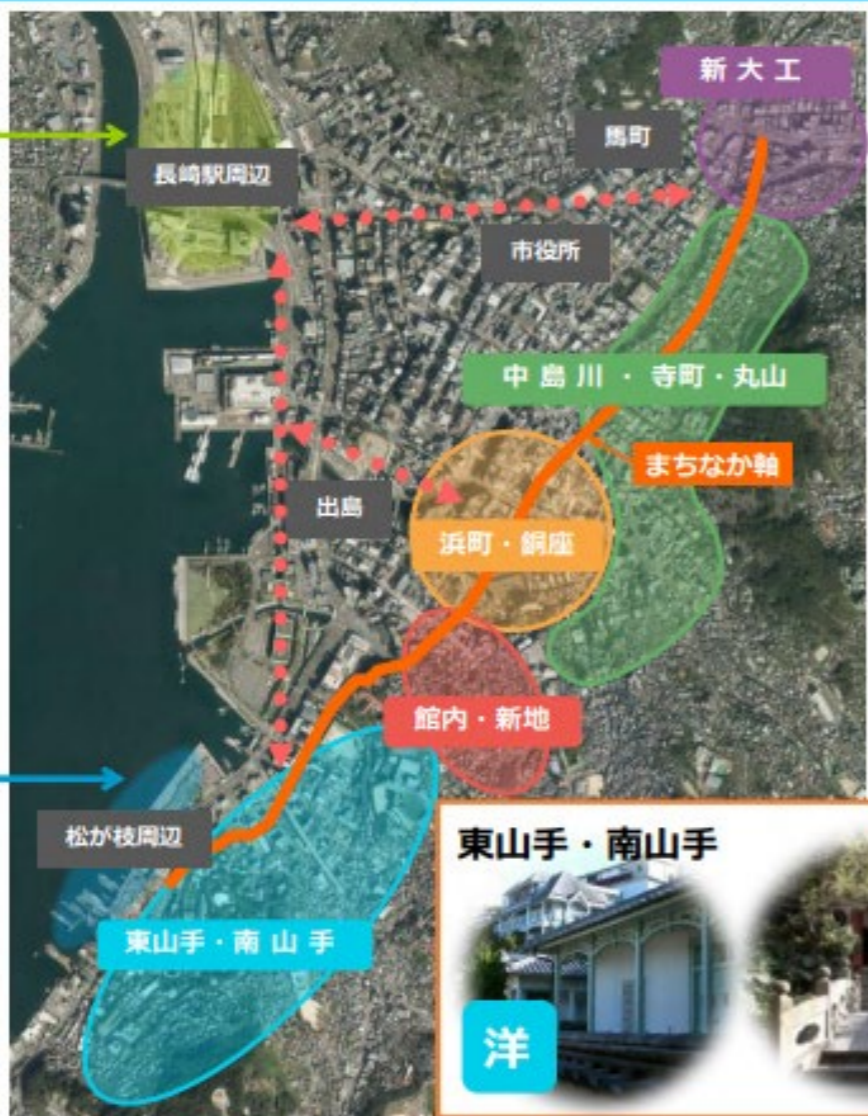 新大工
馬町
長崎駅周辺
市役所
中島川・寺町・丸山
まちなか軸
出島
浜町・銅座
館内・新地
松が枝周辺
東山手・南山手
東山手・南山手
洋